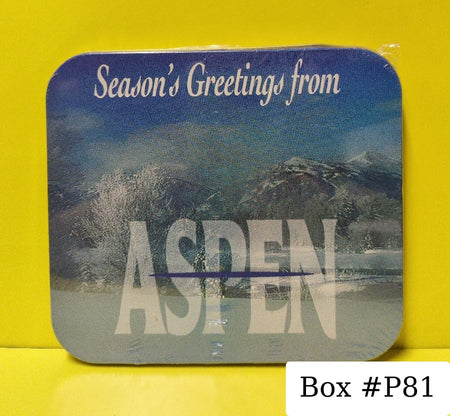 Season's Greetings from
ASPEN
Box #P81